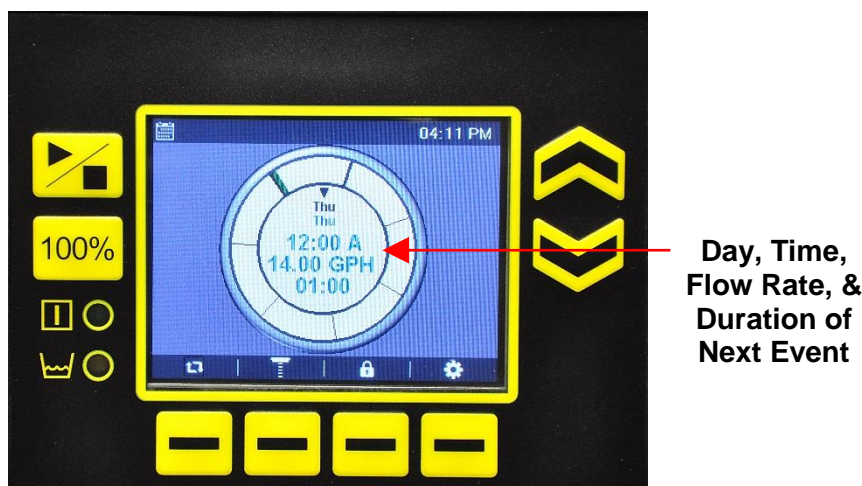 04:11 PM
Thu
Thu
12:00 A
14.00 GPH
01:00
100%
Day, Time,
Flow Rate, &
Duration of
Next Event